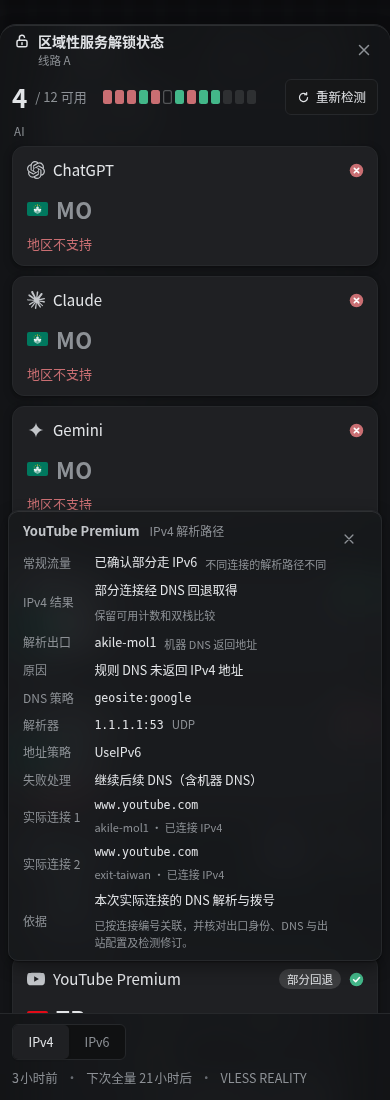 区域性服务解锁状态
线路 A
4 / 12 可用
重新检测
AI
ChatGPT
MO
地区不支持
Claude
MO
地区不支持
Gemini
MO
地区不支持
YouTube Premium IPv4 解析路径
常规流量 已确认部分走 IPv6 不同连接的解析路径不同
IPv4 结果 部分连接经 DNS 回退取得
保留可用计数和双栈比较
解析出口 akile-mol1 机器 DNS 返回地址
原因 规则 DNS 未返回 IPv4 地址
DNS 策略 geosite:google
解析器 1.1.1.1:53 UDP
地址策略 UseIPv6
失败处理 继续后续 DNS（含机器 DNS）
实际连接 1 www.youtube.com
akile-mol1 · 已连接 IPv4
实际连接 2 www.youtube.com
exit-taiwan · 已连接 IPv4
依据 本次实际连接的 DNS 解析与拨号
已按连接编号关联，并核对出口身份、DNS 与出
站配置及检测修订。
YouTube Premium 部分回退
IPv4 IPv6
3小时前 · 下次全量 21小时后 · VLESS REALITY